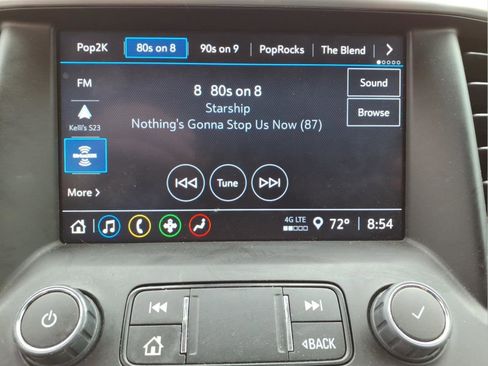 Pop2K 80s on 8 90s on 9 PopRocks The Blend
FM
8 80s on 8
Sound
Starship
Browse
Kelli's S23
Nothing's Gonna Stop Us Now (87)
SiriusXM
Tune
More >
4G LTE
72° 8:54
BACK